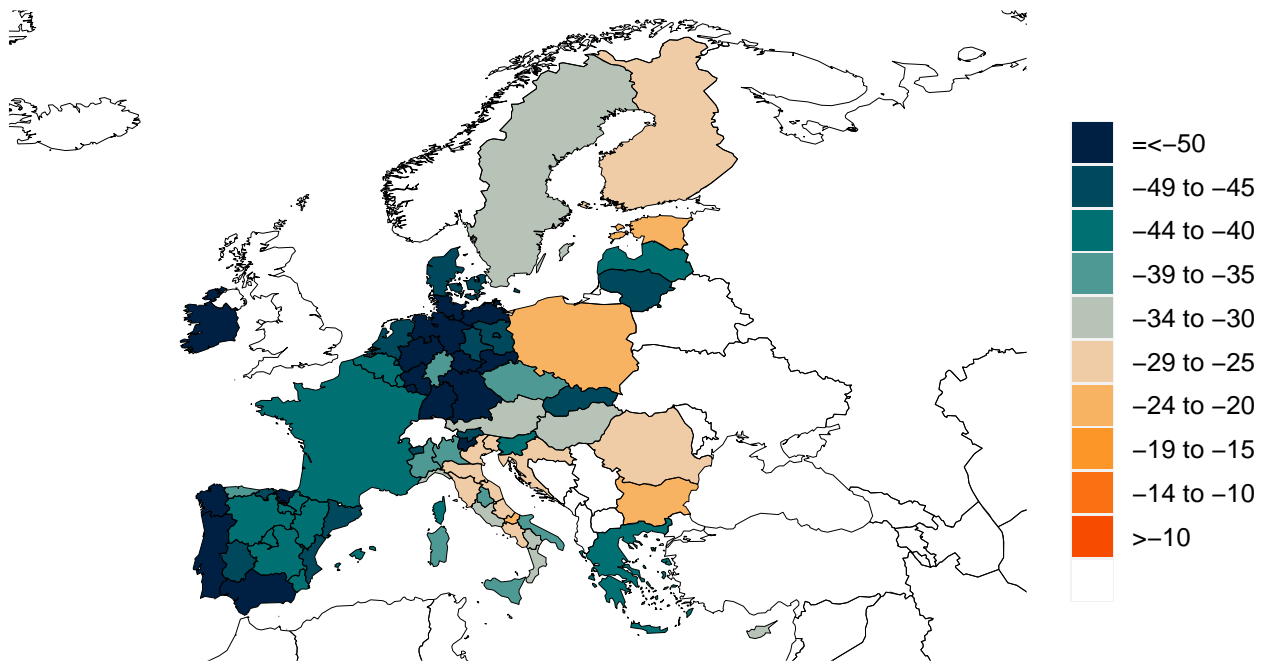 =<−50
−49 to −45
−44 to −40
−39 to −35
−34 to −30
−29 to −25
−24 to −20
−19 to −15
−14 to −10
>−10